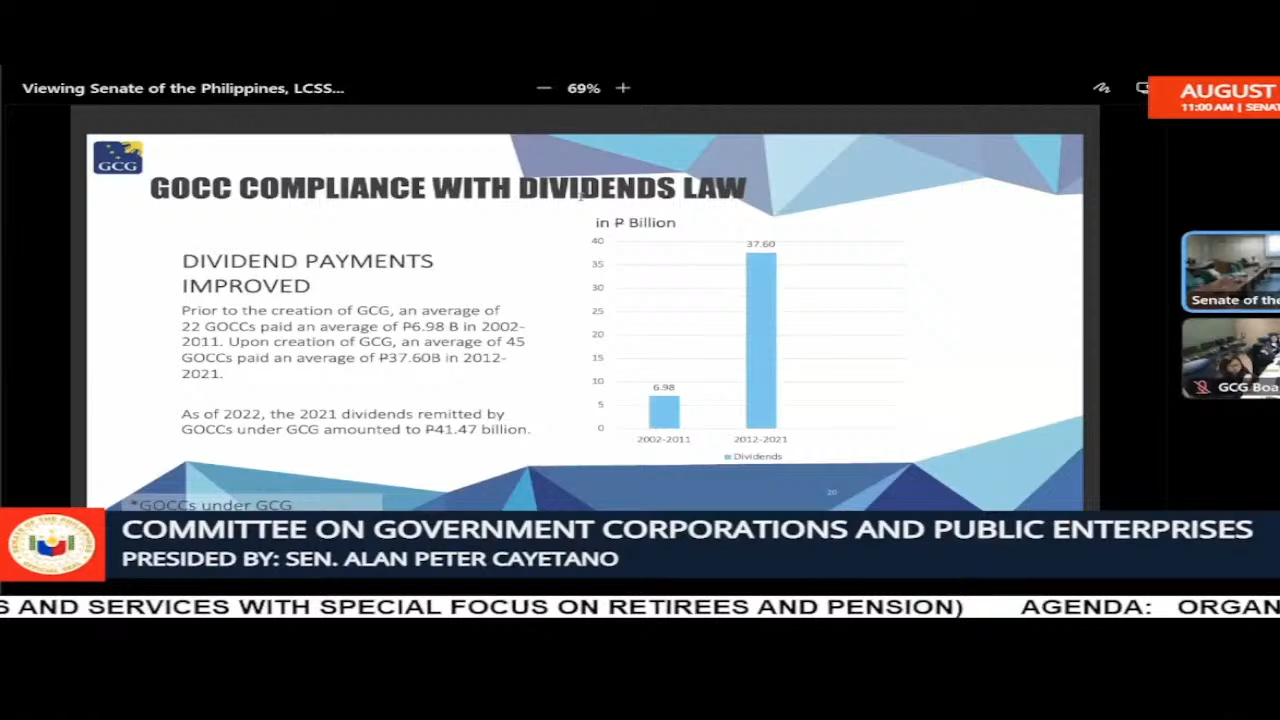 Viewing Senate of the Philippines, LCSS...
69%
AUGUST
11:00 AM | SENAT
GCG
GOCC COMPLIANCE WITH DIVIDENDS LAW
DIVIDEND PAYMENTS
IMPROVED
Prior to the creation of GCG, an average of
22 GOCCs paid an average of ₱6.98 B in 2002-
2011. Upon creation of GCG, an average of 45
GOCCs paid an average of ₱37.60B in 2012-
2021.
As of 2022, the 2021 dividends remitted by
GOCCs under GCG amounted to ₱41.47 billion.
in ₱ Billion
40
35
30
25
20
15
10
5
0
37.60
6.98
2002-2011
2012-2021
Dividends
20
*GOCCs under GCG
Senate of the
GCG Boa
COMMITTEE ON GOVERNMENT CORPORATIONS AND PUBLIC ENTERPRISES
PRESIDED BY: SEN. ALAN PETER CAYETANO
S AND SERVICES WITH SPECIAL FOCUS ON RETIREES AND PENSION) AGENDA: ORGAN